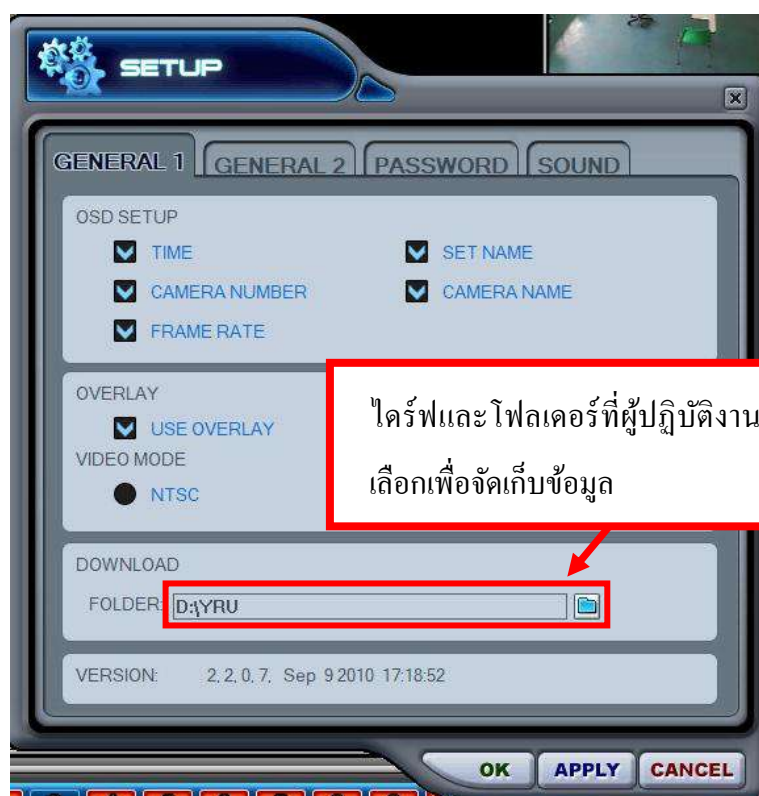 SETUP
GENERAL 1 GENERAL 2 PASSWORD SOUND
OSD SETUP
TIME SET NAME
CAMERA NUMBER CAMERA NAME
FRAME RATE
OVERLAY
USE OVERLAY
VIDEO MODE
NTSC
ไดร์ฟและโฟลเดอร์ที่ผู้ปฏิบัติงาน
เลือกเพื่อจัดเก็บข้อมูล
DOWNLOAD
FOLDER: D:\YRU
VERSION: 2, 2, 0, 7, Sep 9 2010 17:18:52
OK APPLY CANCEL